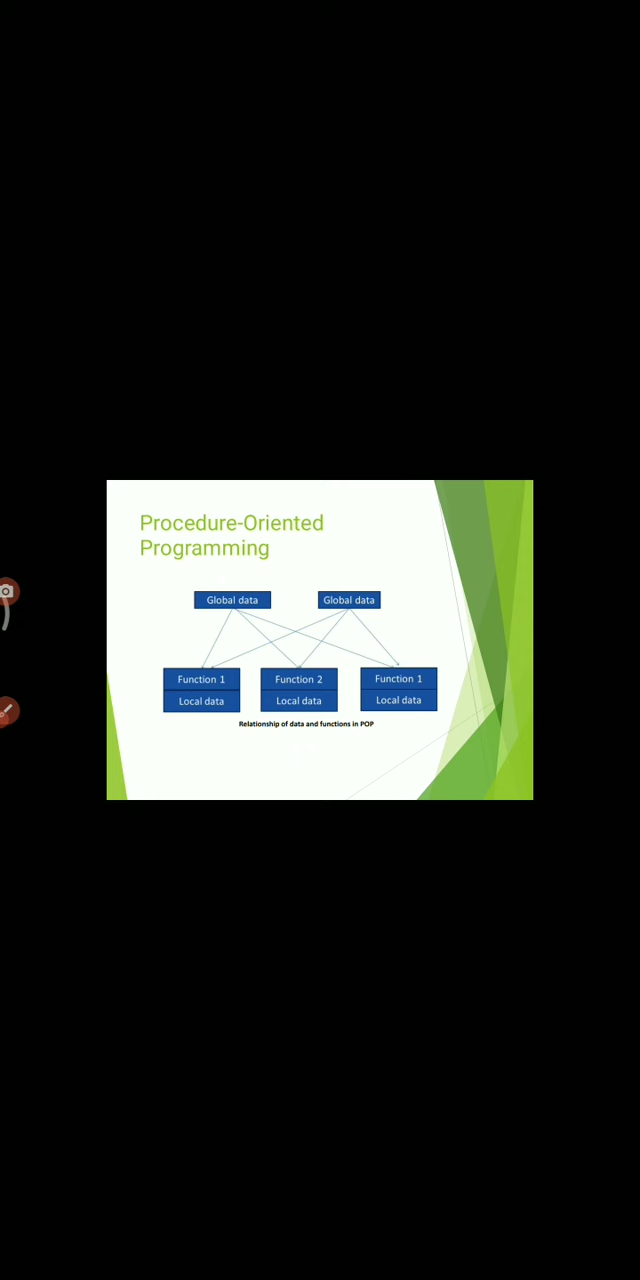 Procedure-Oriented
Programming
Global data
Global data
Function 1
Function 2
Function 1
Local data
Local data
Local data
Relationship of data and functions in POP